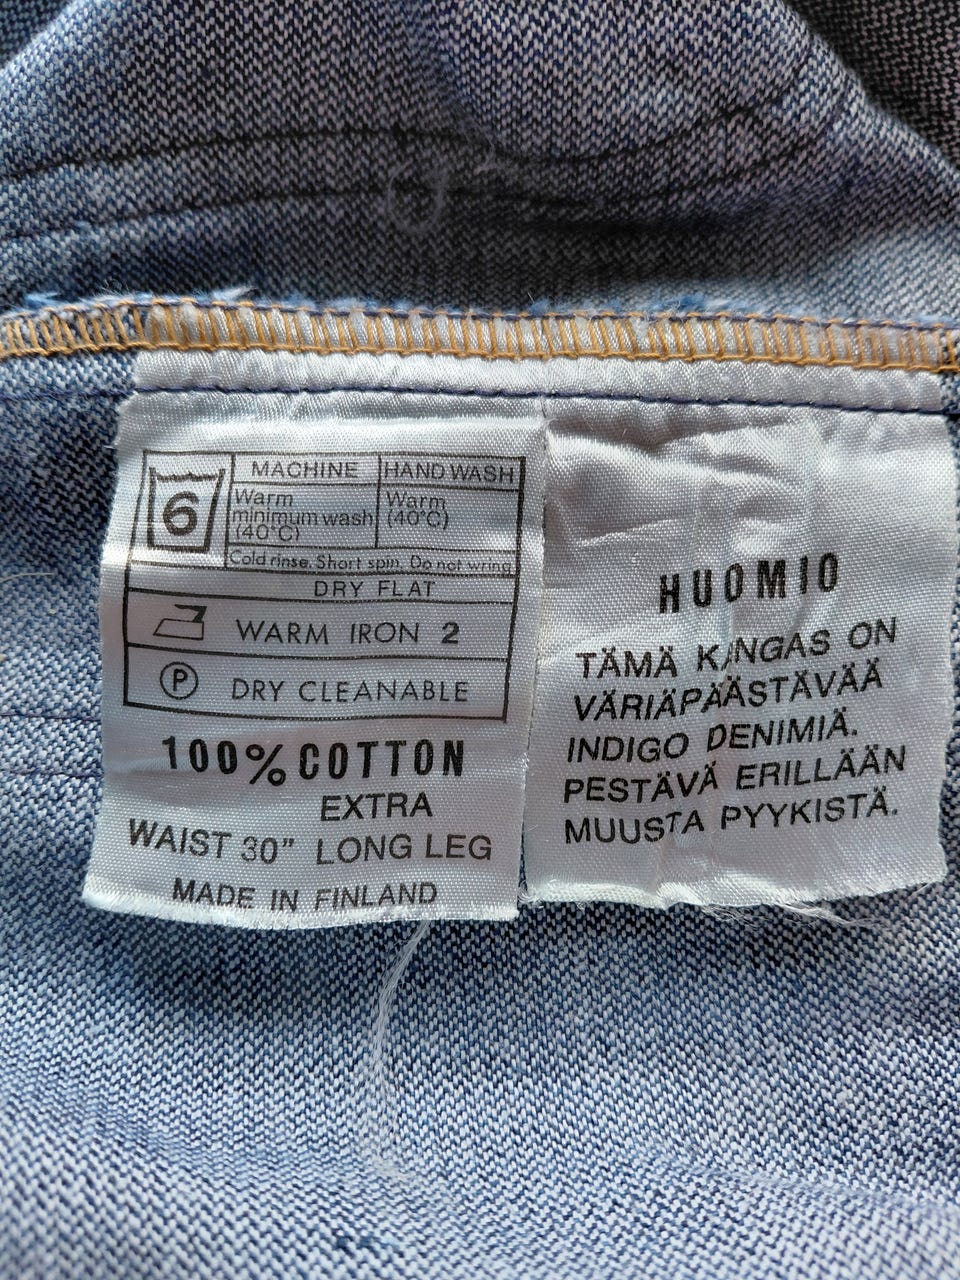 6
MACHINE
HAND WASH
Warm
minimum wash
(40°C)
Warm
(40°C)
Cold rinse. Short spin. Do not wring
DRY FLAT
WARM IRON 2
P
DRY CLEANABLE
100% COTTON
EXTRA
WAIST 30” LONG LEG
MADE IN FINLAND
HUOMIO
TÄMÄ KANGAS ON
VÄRIÄPÄÄSTÄVÄÄ
INDIGO DENIMIÄ.
PESTÄVÄ ERILLÄÄN
MUUSTA PYYKISTÄ.